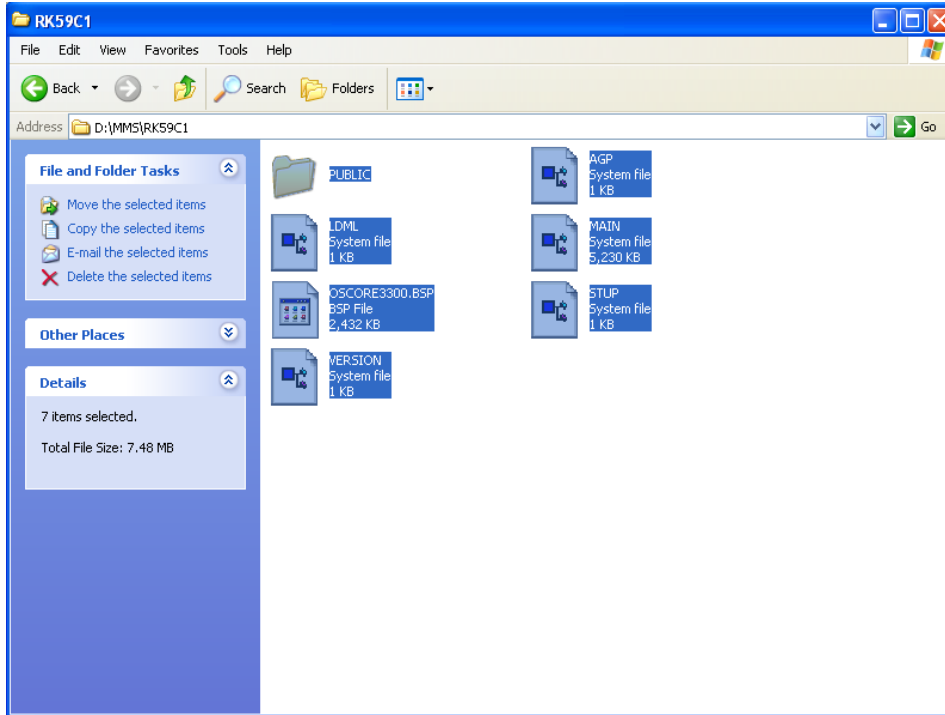 RK59C1
File Edit View Favorites Tools Help
Back Search Folders
Address D:\MMS\RK59C1 Go
File and Folder Tasks
Move the selected items
Copy the selected items
E-mail the selected items
Delete the selected items
Other Places
Details
7 items selected.
Total File Size: 7.48 MB
PUBLIC
AGP
System file
1 KB
LDML
System file
1 KB
MAIN
System file
5,230 KB
OSCORE3300.BSP
BSP File
2,432 KB
STUP
System file
1 KB
VERSION
System file
1 KB